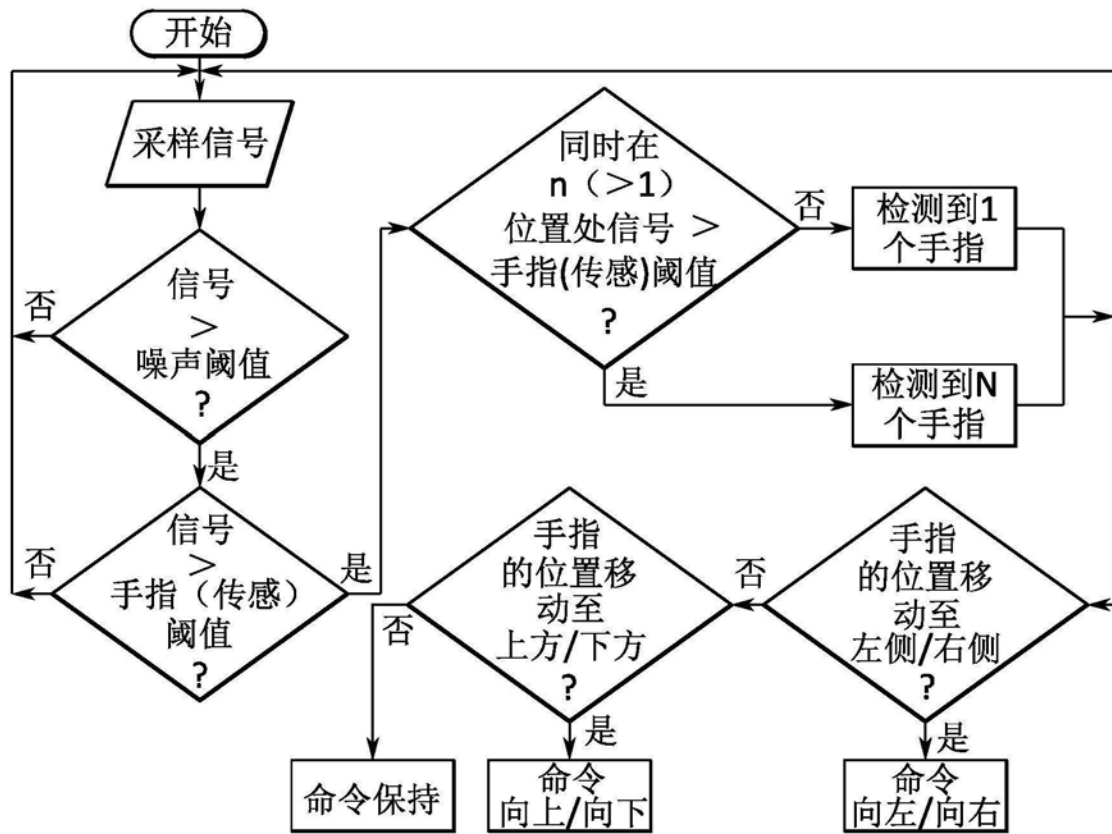 开始
采样信号
信号
>
噪声阈值
?
否
是
信号
>
手指（传感）
阈值
?
否
是
同时在
n（>1）
位置处信号 >
手指(传感)阈值
?
否
是
检测到1
个手指
检测到N
个手指
手指
的位置移
动至
左侧/右侧
?
否
是
命令
向左/向右
手指
的位置移
动至
上方/下方
?
否
是
命令
向上/向下
命令保持